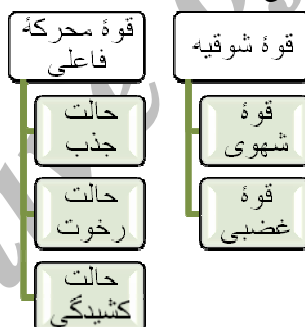 قوهٔ شوقیه
قوهٔ
شهوی
قوهٔ
غضبی
قوهٔ محرکهٔ
فاعلی
حالت
جذب
حالت
رخوت
حالت
کشیدگی